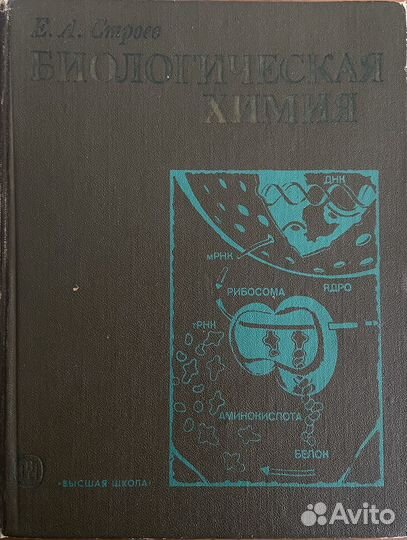 Е. А. Строев
БИОЛОГИЧЕСКАЯ
ХИМИЯ
ДНК
мРНК
РИБОСОМА
ЯДРО
тРНК
АМИНОКИСЛОТА
БЕЛОК
«ВЫСШАЯ ШКОЛА»
Avito